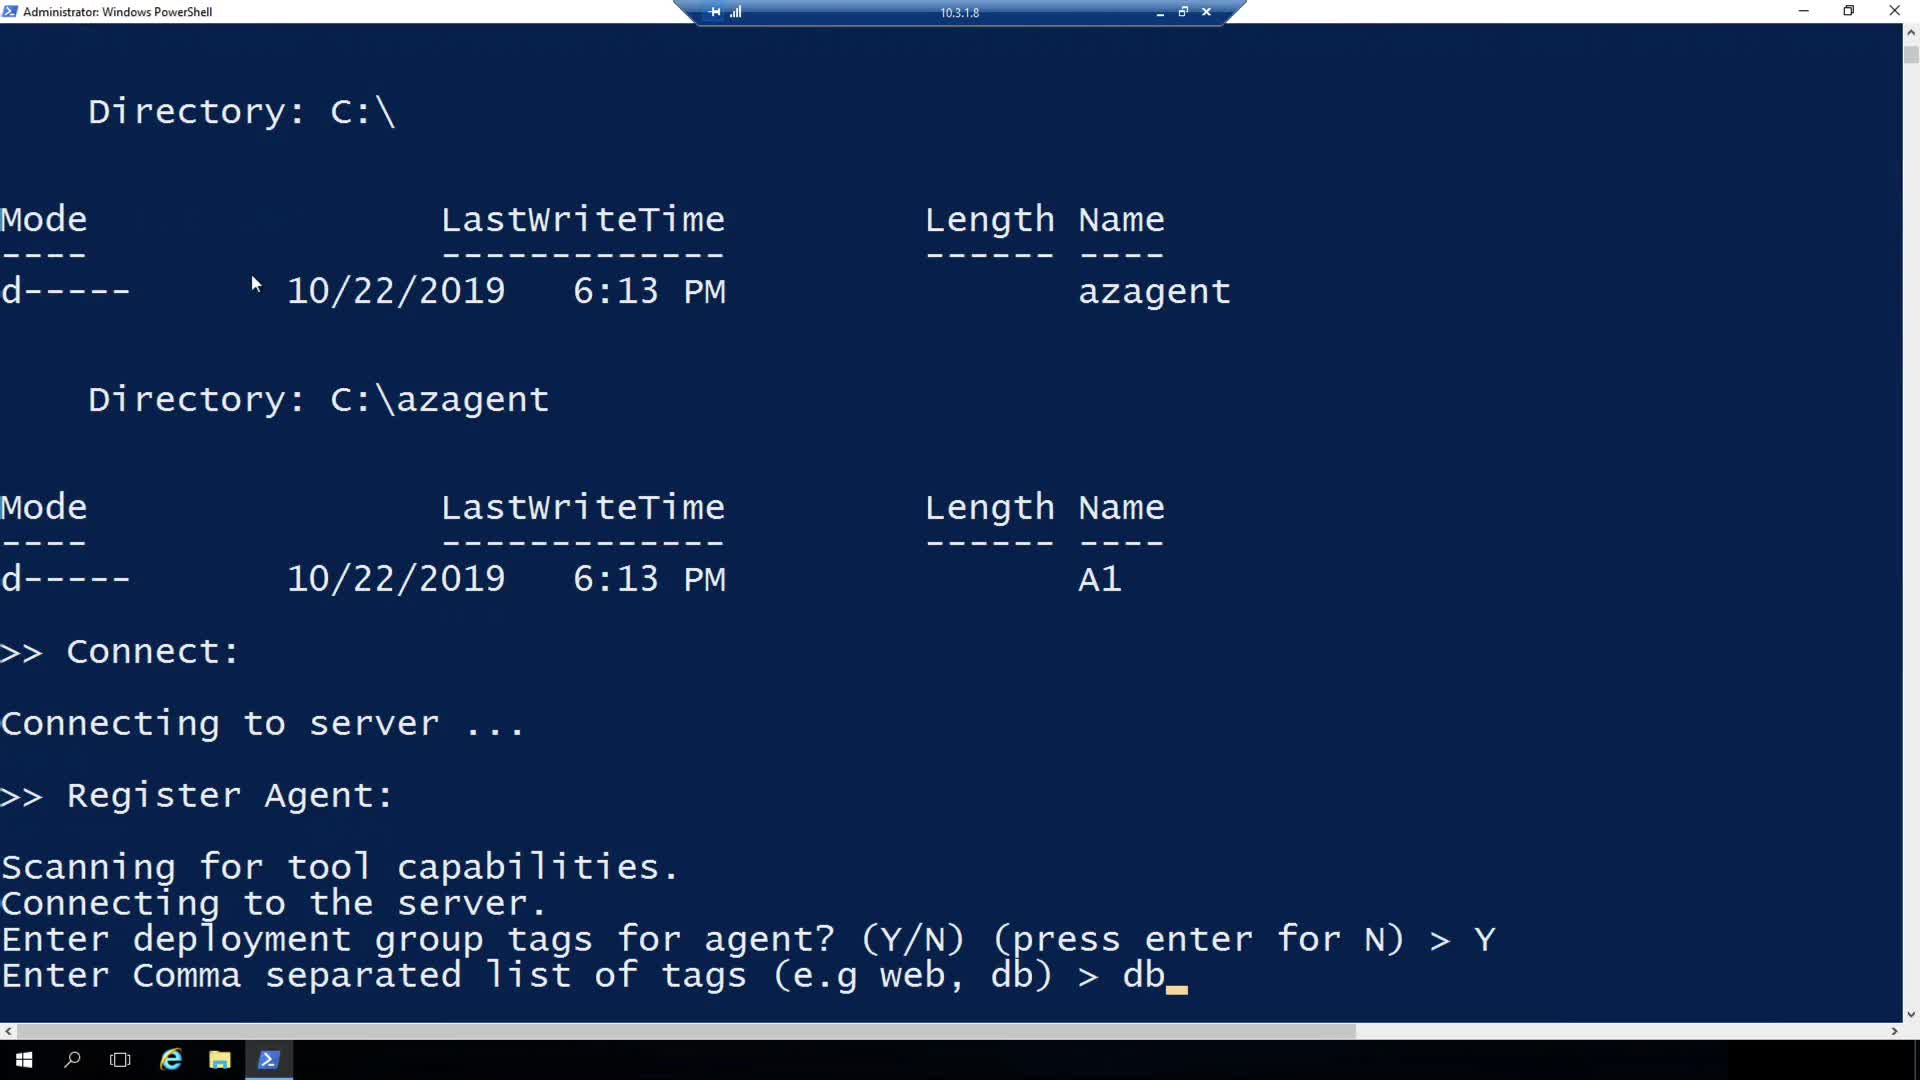 Administrator: Windows PowerShell
10.3.1.8
Directory: C:\
Mode LastWriteTime Length Name
---- ------------- ------ ----
d----- 10/22/2019 6:13 PM azagent
Directory: C:\azagent
Mode LastWriteTime Length Name
---- ------------- ------ ----
d----- 10/22/2019 6:13 PM A1
>> Connect:
Connecting to server ...
>> Register Agent:
Scanning for tool capabilities.
Connecting to the server.
Enter deployment group tags for agent? (Y/N) (press enter for N) > Y
Enter Comma separated list of tags (e.g web, db) > db